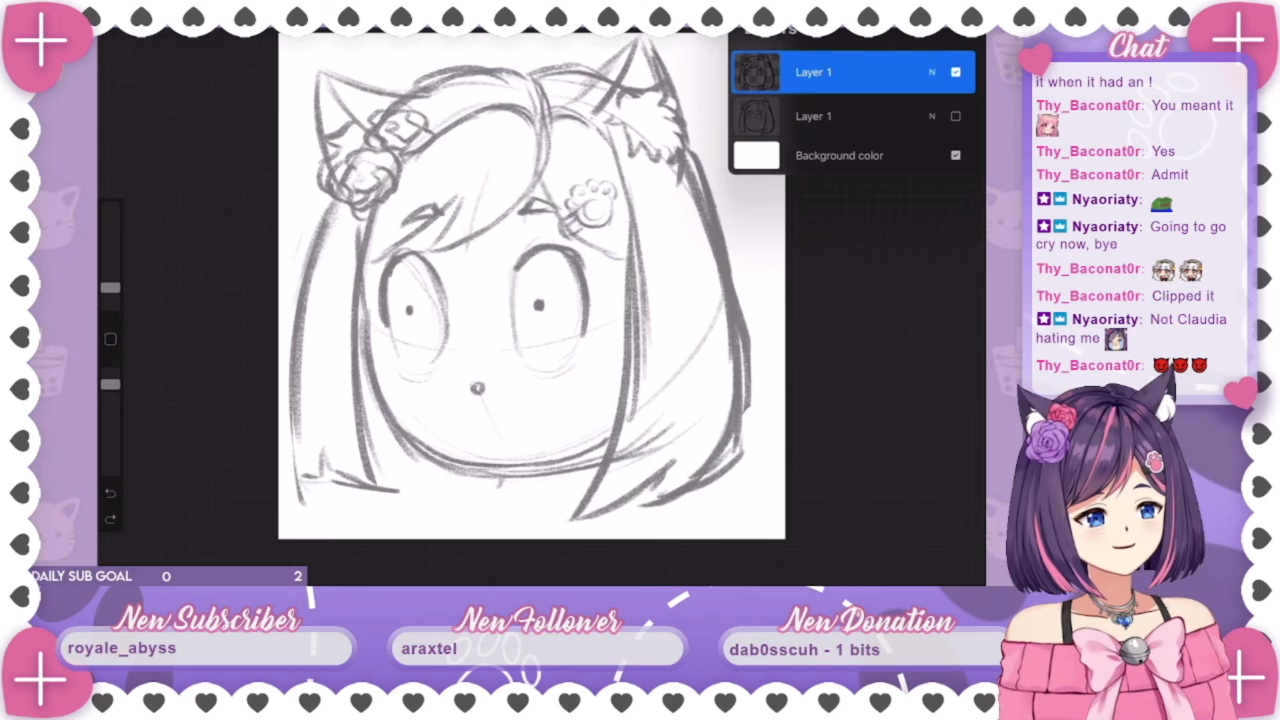 Chat
it when it had an !
Thy_Baconat0r: You meant it
Thy_Baconat0r: Yes
Thy_Baconat0r: Admit
Nyaoriaty:
Nyaoriaty: Going to go
cry now, bye
Thy_Baconat0r:
Thy_Baconat0r: Clipped it
Nyaoriaty: Not Claudia
hating me
Thy_Baconat0r:
Layer 1 N
Layer 1 N
Background color
DAILY SUB GOAL 0 2
New Subscriber
royale_abyss
New Follower
araxtel
New Donation
dab0sscuh - 1 bits